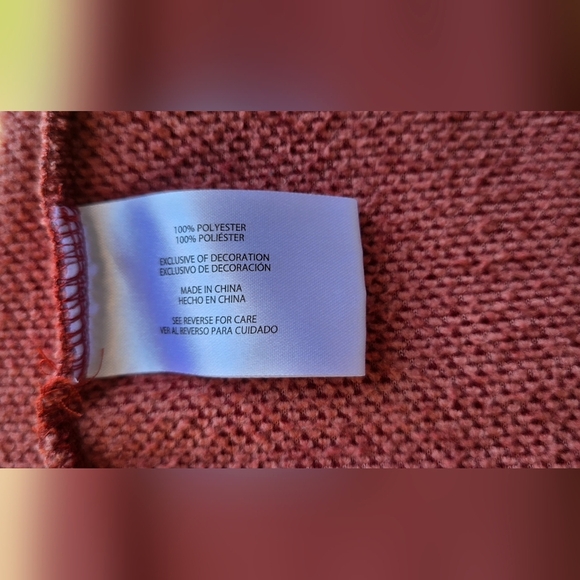 100% POLYESTER
100% POLIÉSTER
EXCLUSIVE OF DECORATION
EXCLUSIVO DE DECORACIÓN
MADE IN CHINA
HECHO EN CHINA
SEE REVERSE FOR CARE
VER AL REVERSO PARA CUIDADO